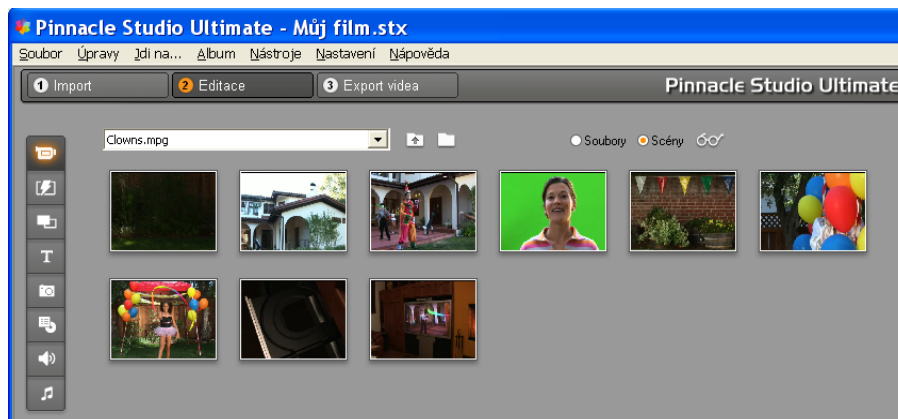 Pinnacle Studio Ultimate - Můj film.stx
Soubor Úpravy Jdi na... Album Nástroje Nastavení Nápověda
1 Import 2 Editace 3 Export videa Pinnacle Studio Ultimate
Clowns.mpg Soubory Scény
T